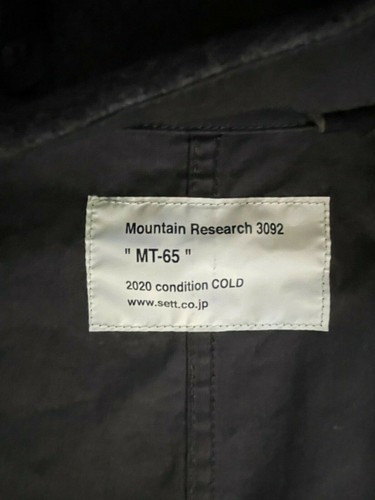 Mountain Research 3092
" MT-65 "
2020 condition COLD
www.sett.co.jp